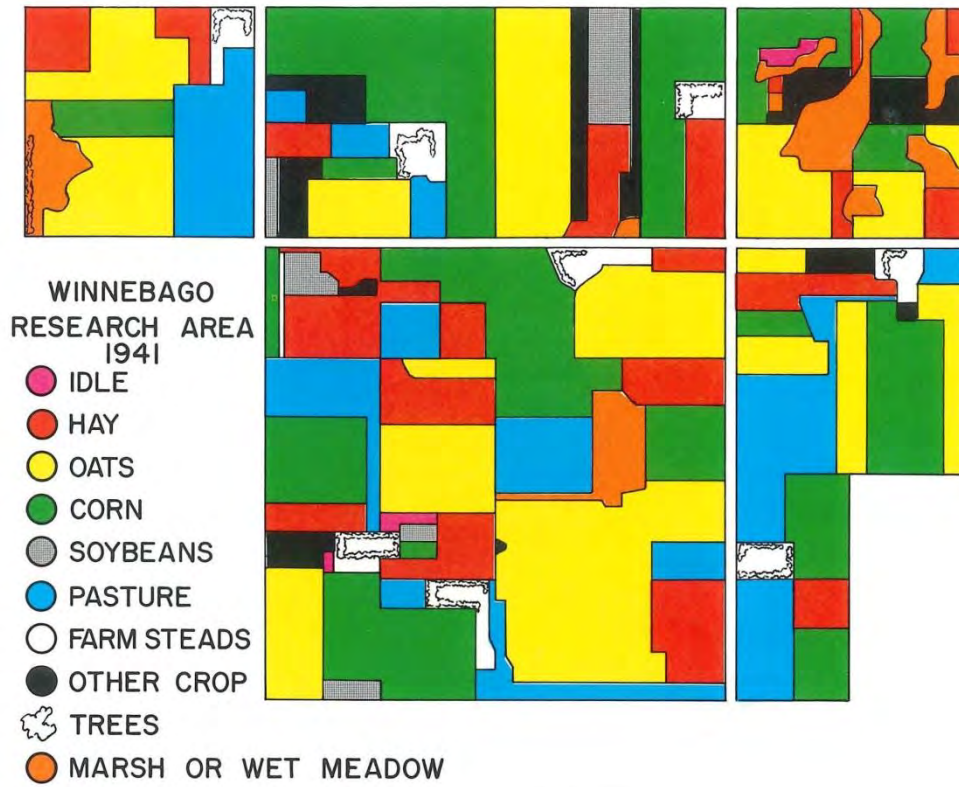 WINNEBAGO
RESEARCH AREA
1941
IDLE
HAY
OATS
CORN
SOYBEANS
PASTURE
FARM STEADS
OTHER CROP
TREES
MARSH OR WET MEADOW